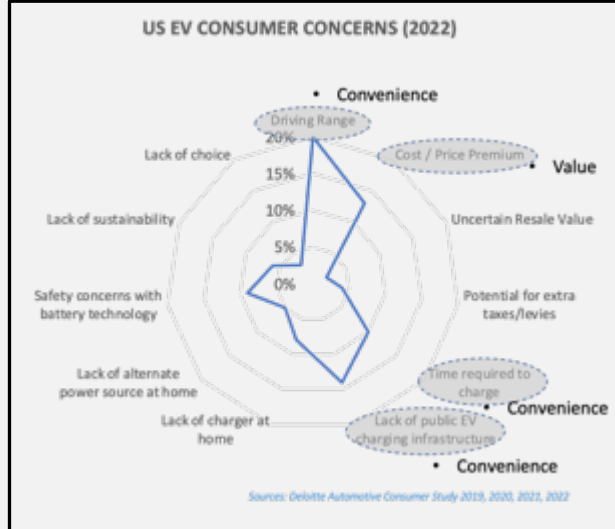 US EV CONSUMER CONCERNS (2022)
• Convenience
Driving Range
20%
Lack of choice
Cost / Price Premium
• Value
15%
10%
Lack of sustainability
Uncertain Resale Value
5%
0%
Safety concerns with
battery technology
Potential for extra
taxes/levies
Lack of alternate
power source at home
Time required to
charge
• Convenience
Lack of charger at
home
Lack of public EV
charging infrastructure
• Convenience
Sources: Deloitte Automotive Consumer Study 2019, 2020, 2021, 2022